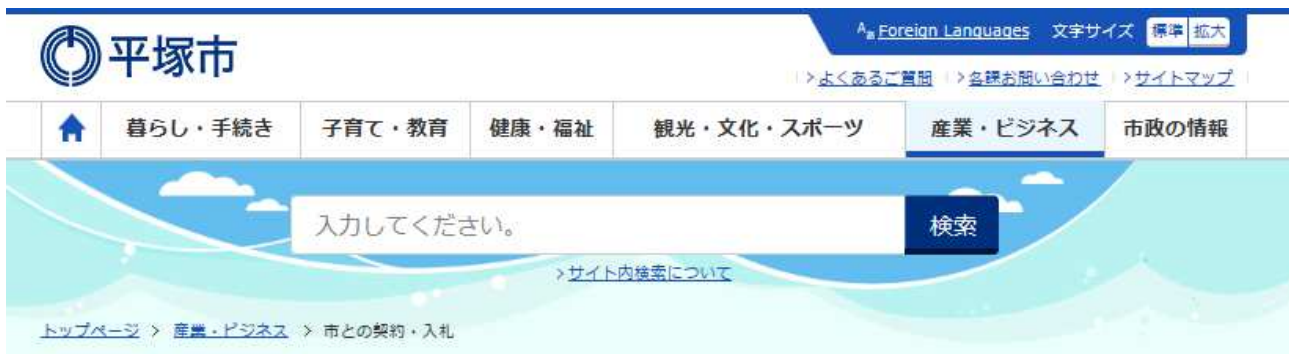 平塚市
Aa Foreign Languages 文字サイズ 標準 拡大
>よくあるご質問 >各課お問い合わせ >サイトマップ
暮らし・手続き 子育て・教育 健康・福祉 観光・文化・スポーツ 産業・ビジネス 市政の情報
入力してください。 検索
>サイト内検索について
トップページ > 産業・ビジネス > 市との契約・入札